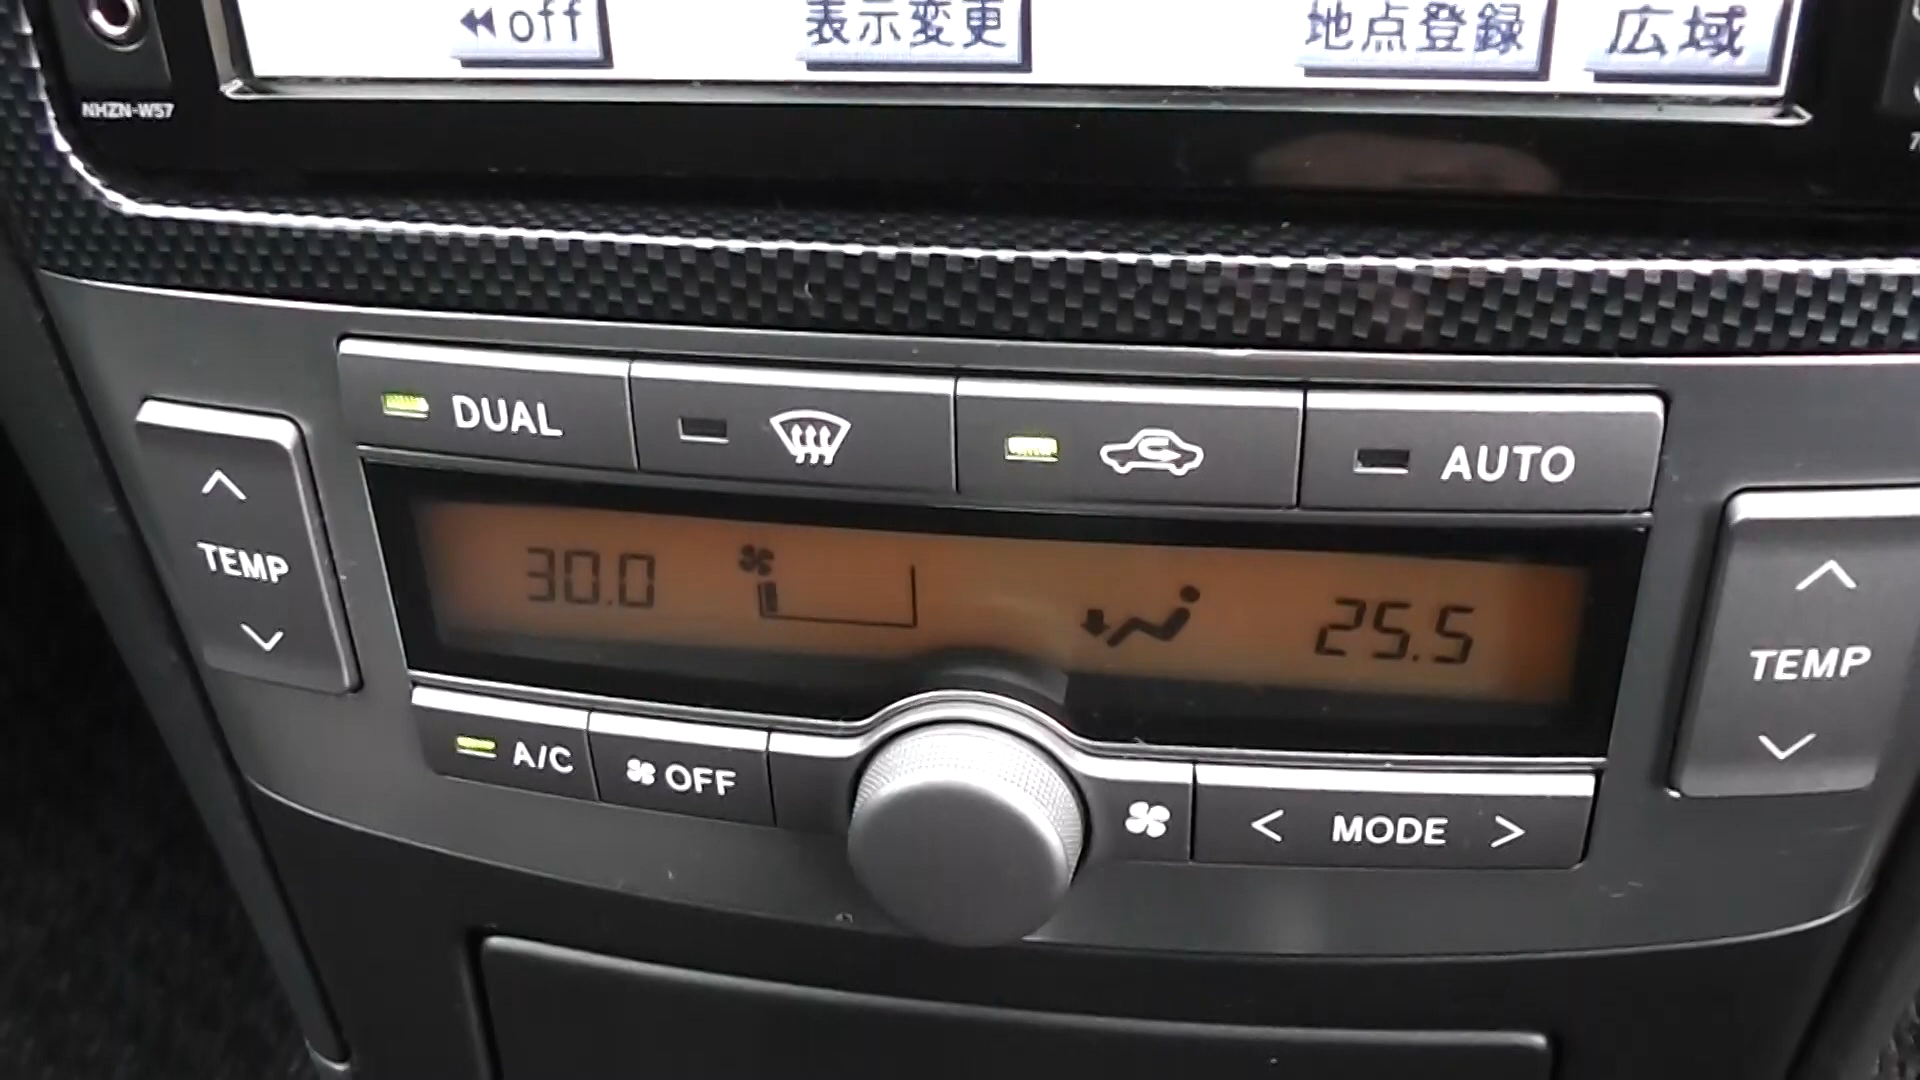 ◀◀off 表示変更 地点登録 広域
NHZN-W57
DUAL AUTO
TEMP
30.0 25.5
TEMP
A/C OFF < MODE >